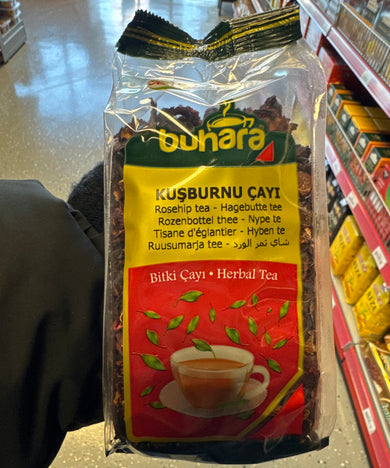 buhara
KUŞBURNU ÇAYI
Rosehip tea - Hagebutte tee
Rozenbottel thee - Nype te
Tisane d'églantier - Hyben te
Ruusumarja tee - شاي ثمر الورد
Bitki Çayı • Herbal Tea